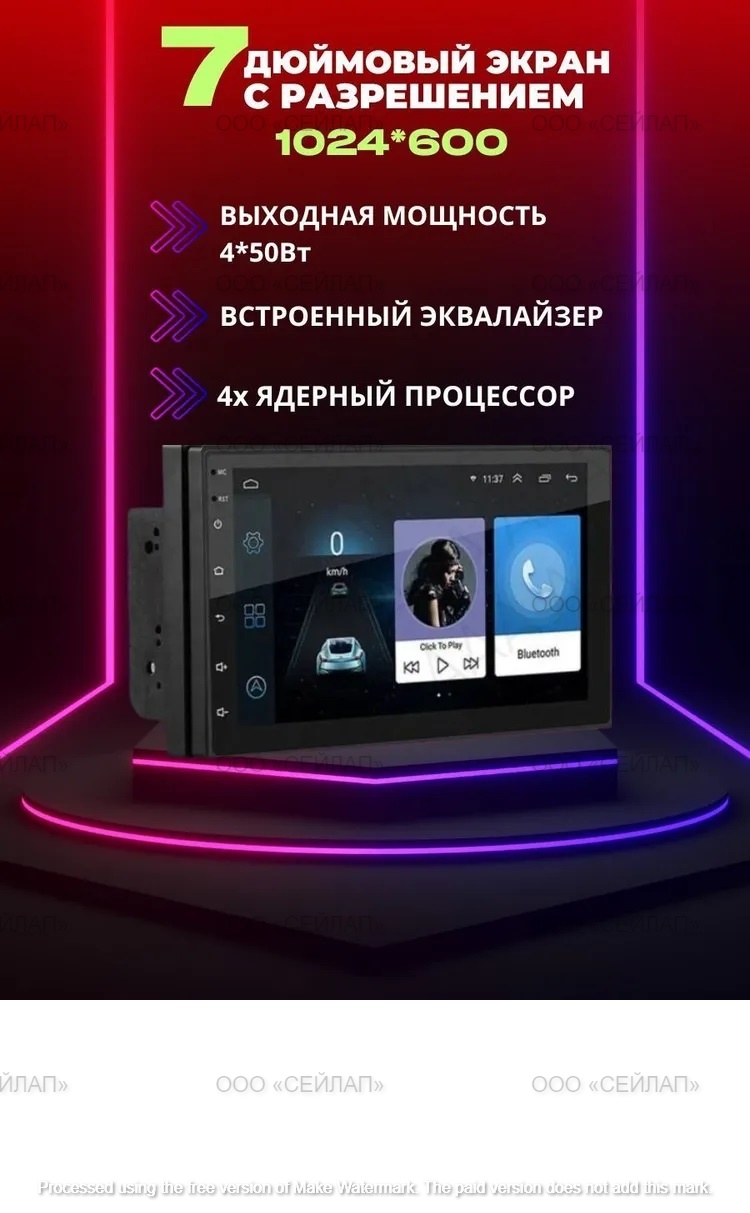 7 ДЮЙМОВЫЙ ЭКРАН
С РАЗРЕШЕНИЕМ
1024*600
ВЫХОДНАЯ МОЩНОСТЬ
4*50Вт
ВСТРОЕННЫЙ ЭКВАЛАЙЗЕР
4х ЯДЕРНЫЙ ПРОЦЕССОР
MIC
RST
11:37
0
km/h
Click To Play
Bluetooth
ЙЛАП» ООО «СЕЙЛАП» ООО «СЕЙЛАП»
Processed using the free version of Make Watermark. The paid version does not add this mark.